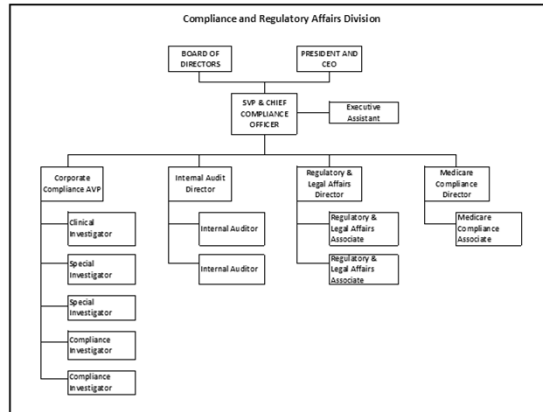 Compliance and Regulatory Affairs Division
BOARD OF
DIRECTORS
PRESIDENT AND
CEO
SVP & CHIEF
COMPLIANCE
OFFICER
Executive
Assistant
Corporate
Compliance AVP
Internal Audit
Director
Regulatory &
Legal Affairs
Director
Medicare
Compliance
Director
Clinical
Investigator
Special
Investigator
Special
Investigator
Compliance
Investigator
Compliance
Investigator
Internal Auditor
Internal Auditor
Regulatory &
Legal Affairs
Associate
Regulatory &
Legal Affairs
Associate
Medicare
Compliance
Associate